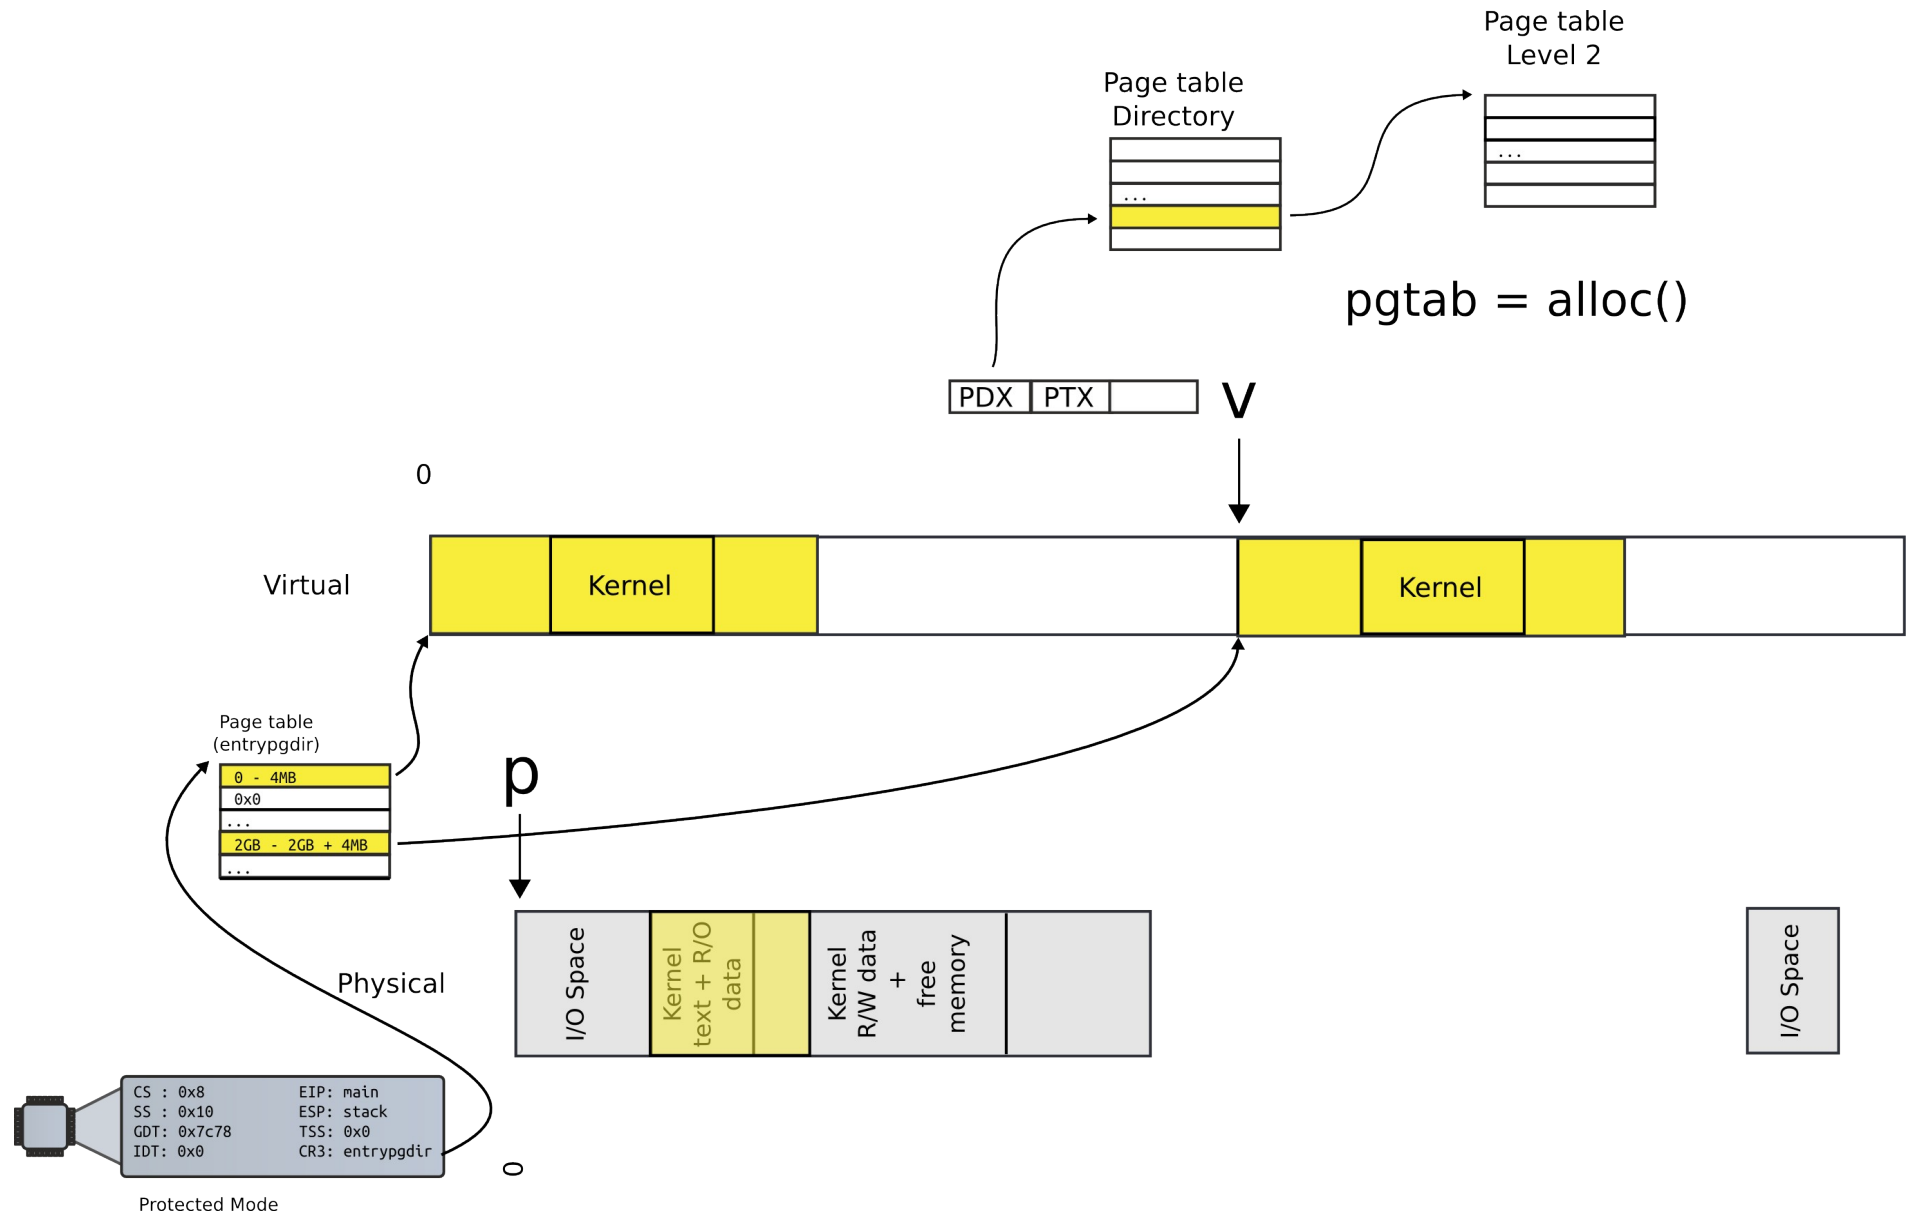 Page table
Level 2
Page table
Directory
...
...
pgtab = alloc()
PDX PTX
v
0
Virtual
Kernel
Kernel
Page table
(entrypgdir)
0 - 4MB
0x0
...
2GB - 2GB + 4MB
...
p
Physical
I/O Space
Kernel
text + R/O
data
Kernel
R/W data
+
free
memory
I/O Space
CS : 0x8 EIP: main
SS : 0x10 ESP: stack
GDT: 0x7c78 TSS: 0x0
IDT: 0x0 CR3: entrypgdir
0
Protected Mode